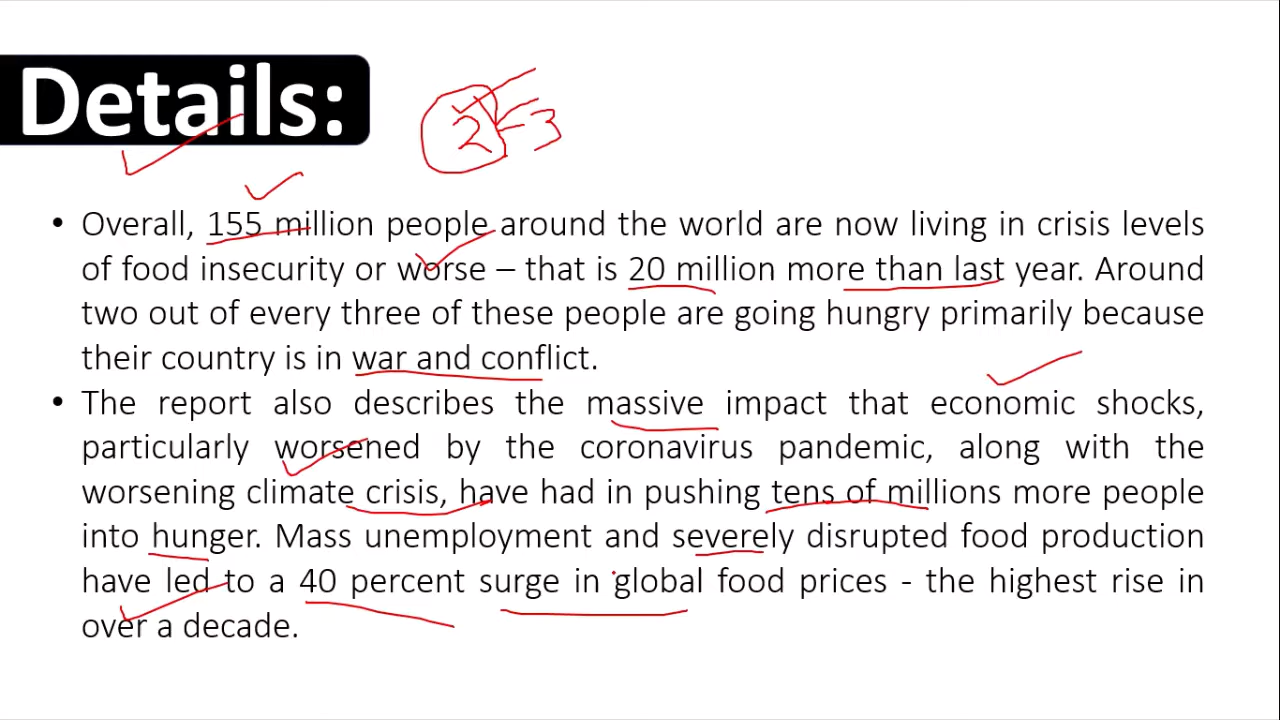 Details:
2 3
• Overall, 155 million people around the world are now living in crisis levels
of food insecurity or worse – that is 20 million more than last year. Around
two out of every three of these people are going hungry primarily because
their country is in war and conflict.
• The report also describes the massive impact that economic shocks,
particularly worsened by the coronavirus pandemic, along with the
worsening climate crisis, have had in pushing tens of millions more people
into hunger. Mass unemployment and severely disrupted food production
have led to a 40 percent surge in global food prices - the highest rise in
over a decade.